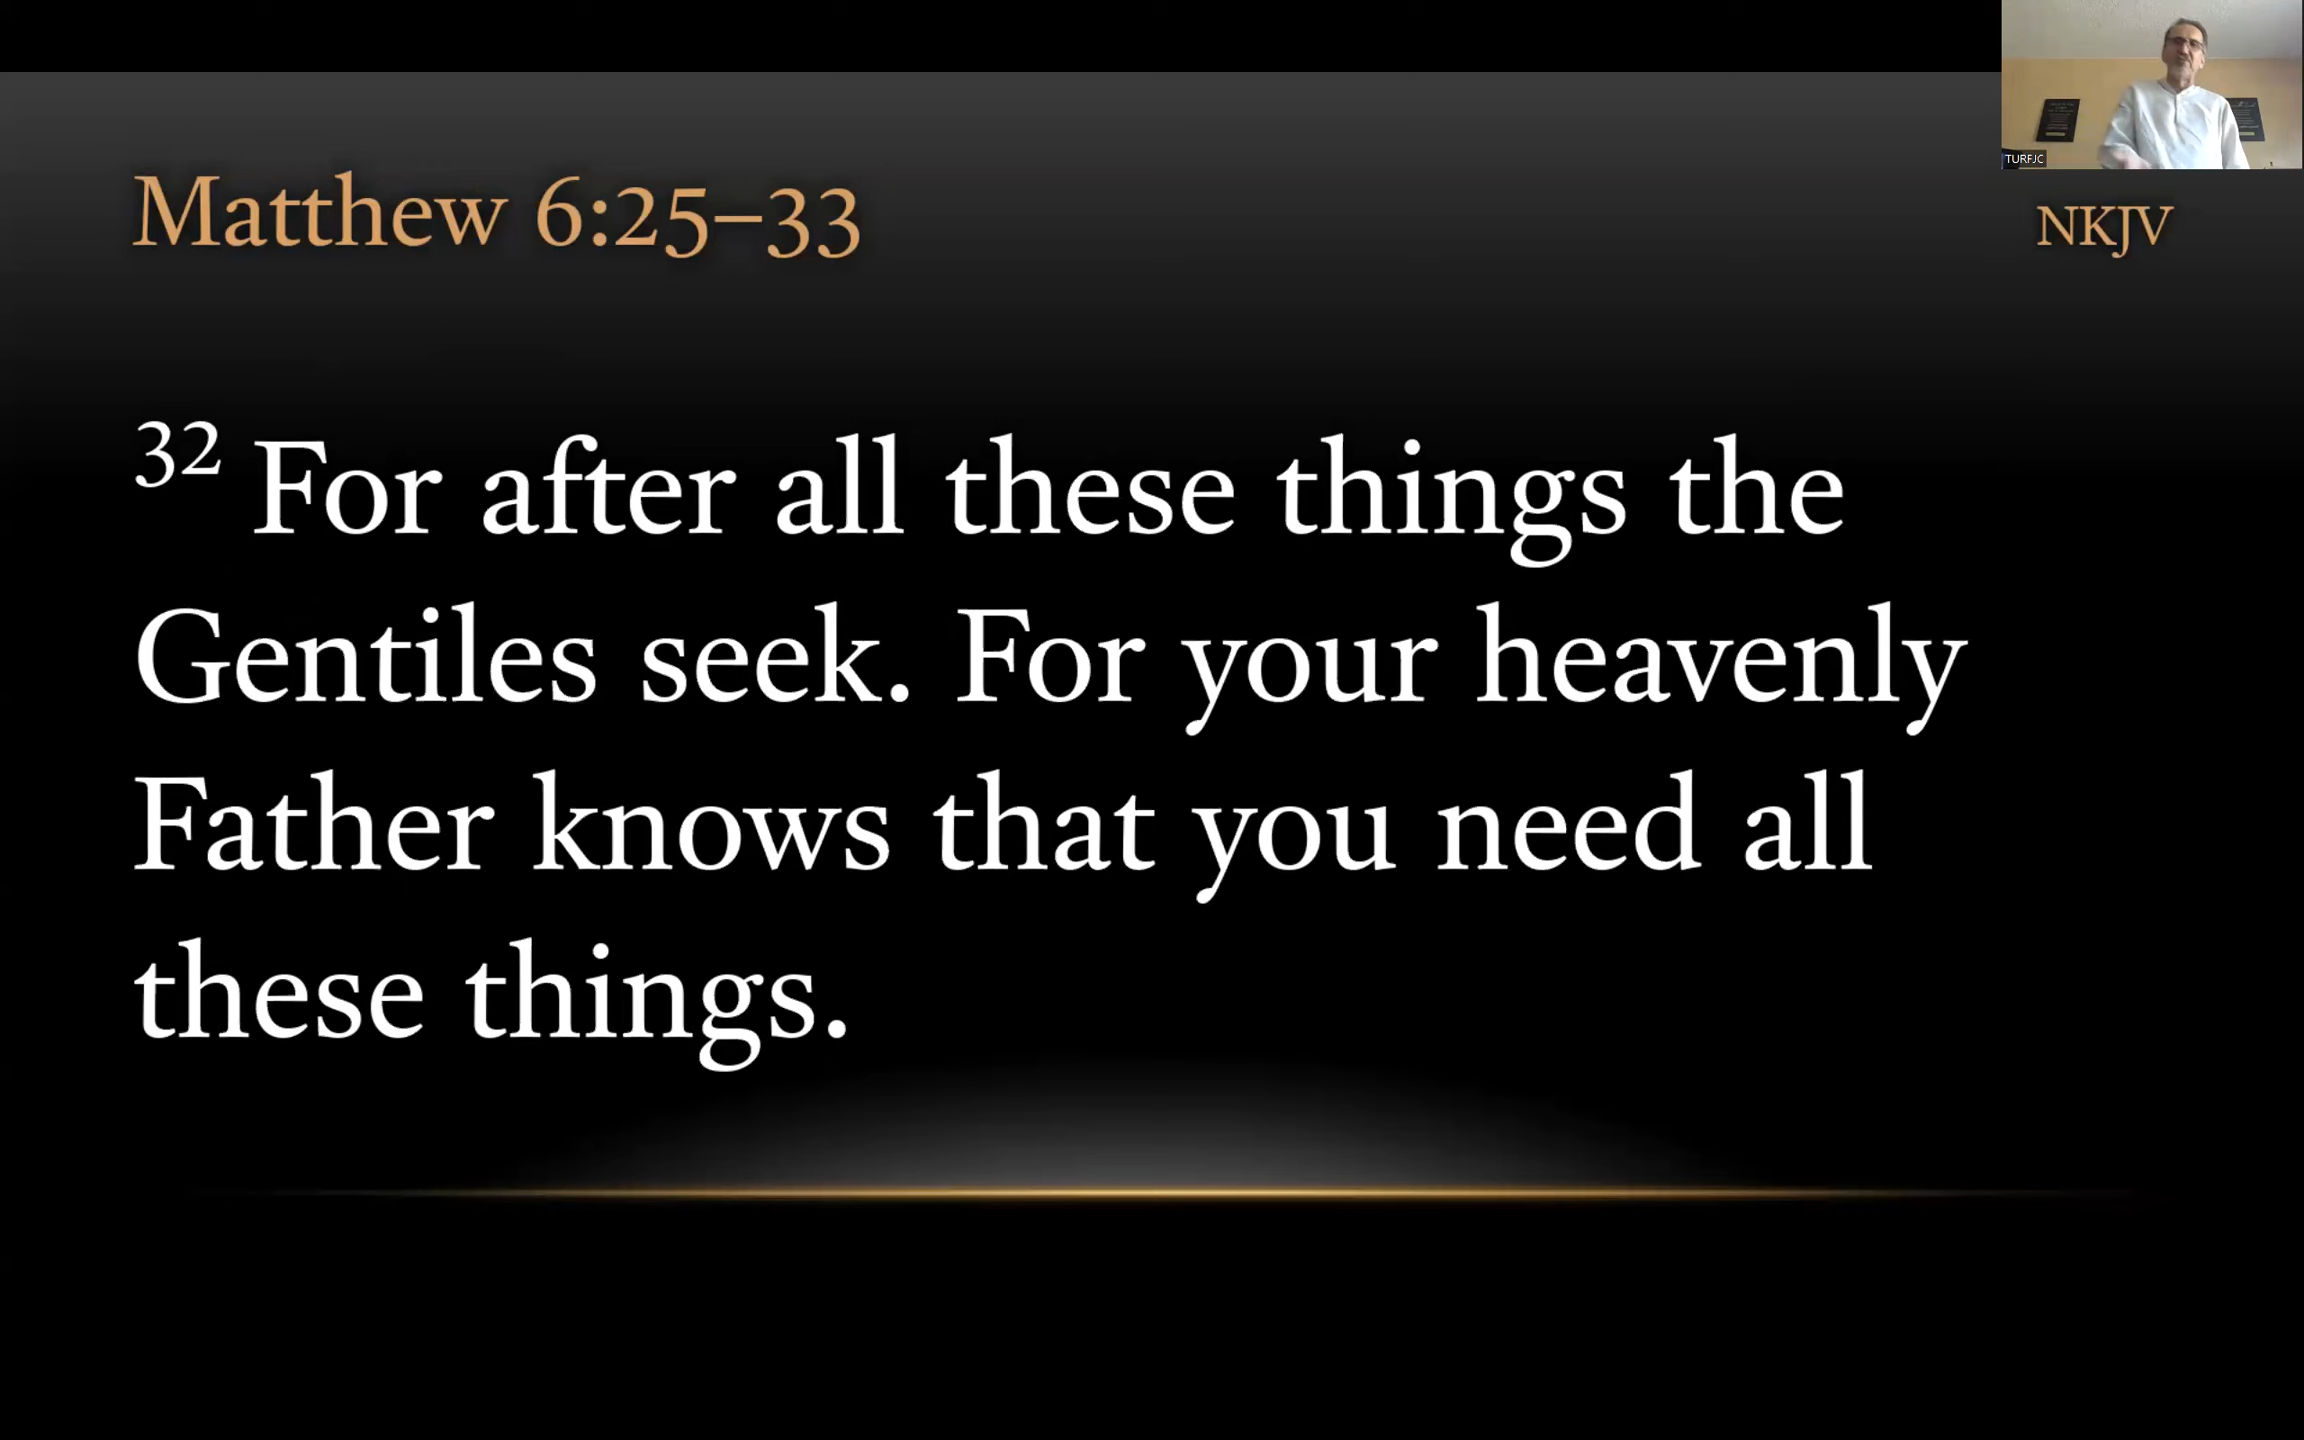 TURFJC
Matthew 6:25–33
NKJV
32 For after all these things the
Gentiles seek. For your heavenly
Father knows that you need all
these things.